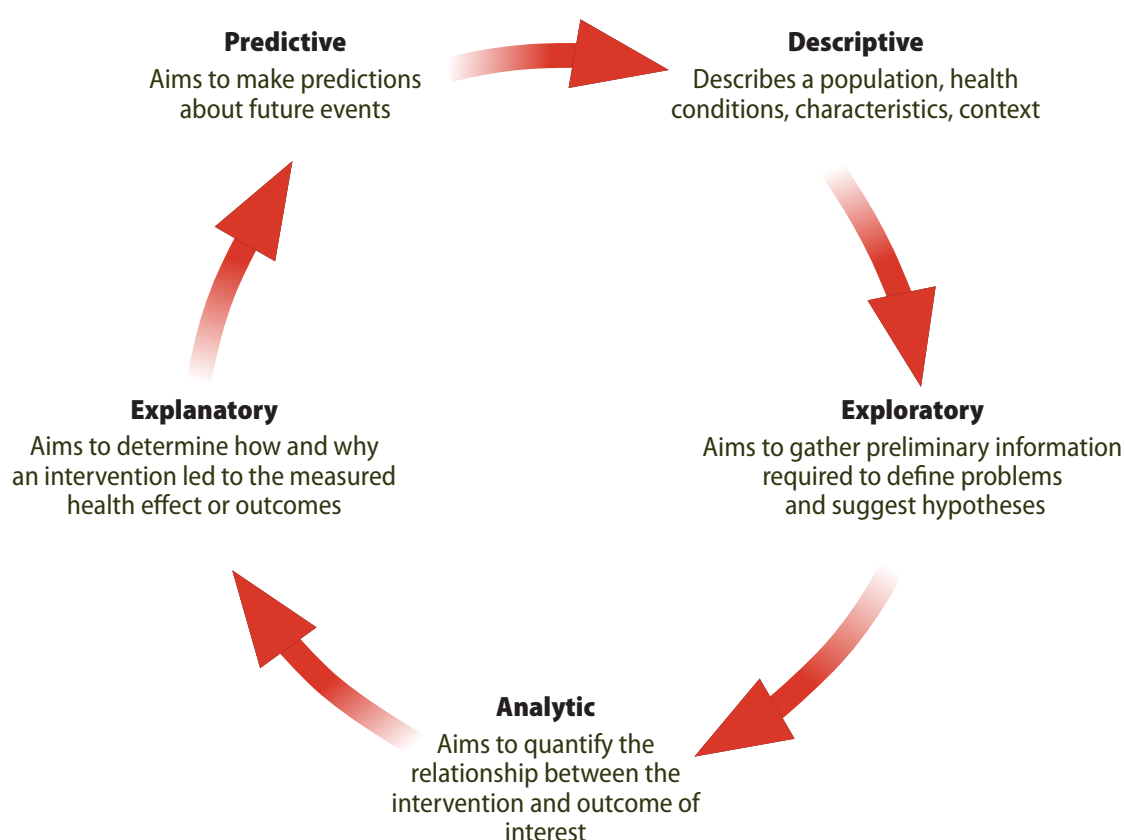 Predictive
Aims to make predictions
about future events
Descriptive
Describes a population, health
conditions, characteristics, context
Exploratory
Aims to gather preliminary information
required to define problems
and suggest hypotheses
Analytic
Aims to quantify the
relationship between the
intervention and outcome of
interest
Explanatory
Aims to determine how and why
an intervention led to the measured
health effect or outcomes